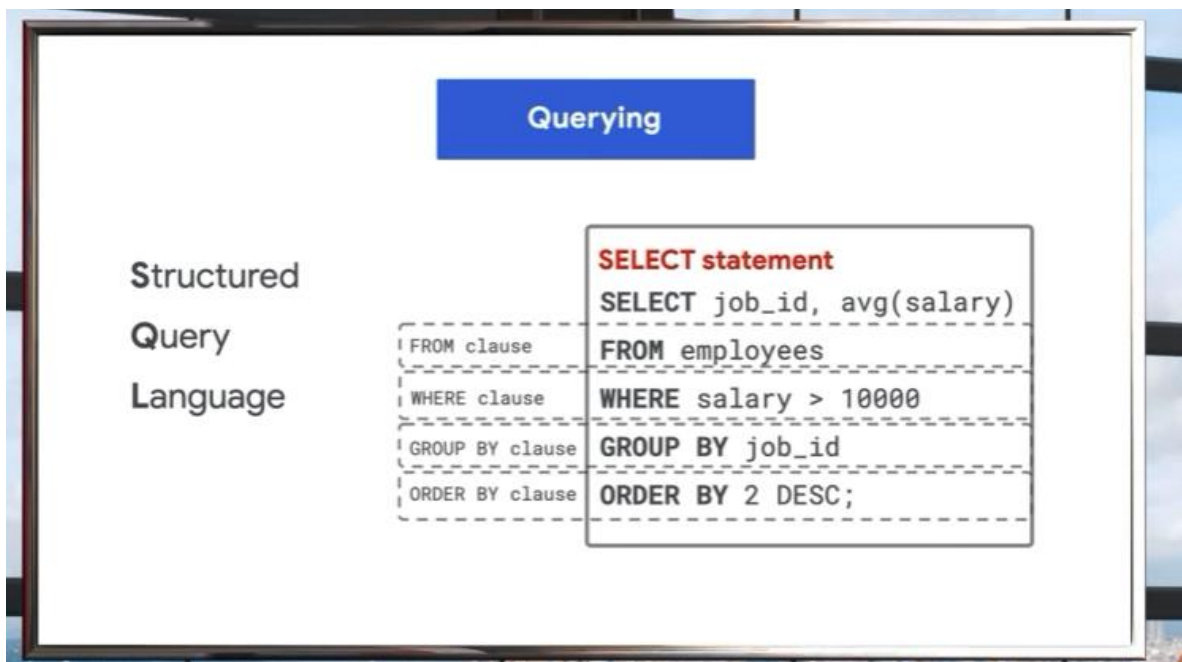 Querying
Structured
Query
Language
SELECT statement
SELECT job_id, avg(salary)
FROM clause FROM employees
WHERE clause WHERE salary > 10000
GROUP BY clause GROUP BY job_id
ORDER BY clause ORDER BY 2 DESC;